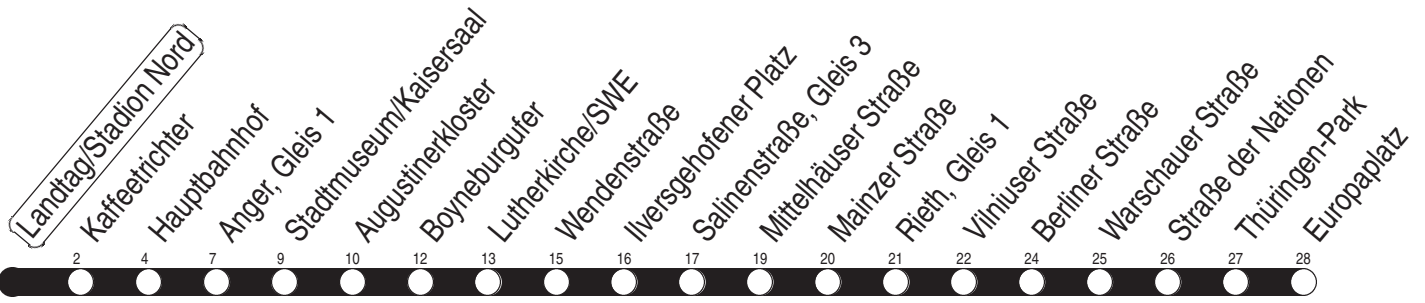 Landtag/Stadion Nord
Kaffeetrichter
Hauptbahnhof
Anger, Gleis 1
Stadtmuseum/Kaisersaal
Augustinerkloster
Boyneburgufer
Lutherkirche/SWE
Wendenstraße
Ilversgehofener Platz
Salinenstraße, Gleis 3
Mittelhäuser Straße
Mainzer Straße
Rieth, Gleis 1
Vilniuser Straße
Berliner Straße
Warschauer Straße
Straße der Nationen
Thüringen-Park
Europaplatz
2 4 7 9 10 12 13 15 16 17 19 20 21 22 24 25 26 27 28